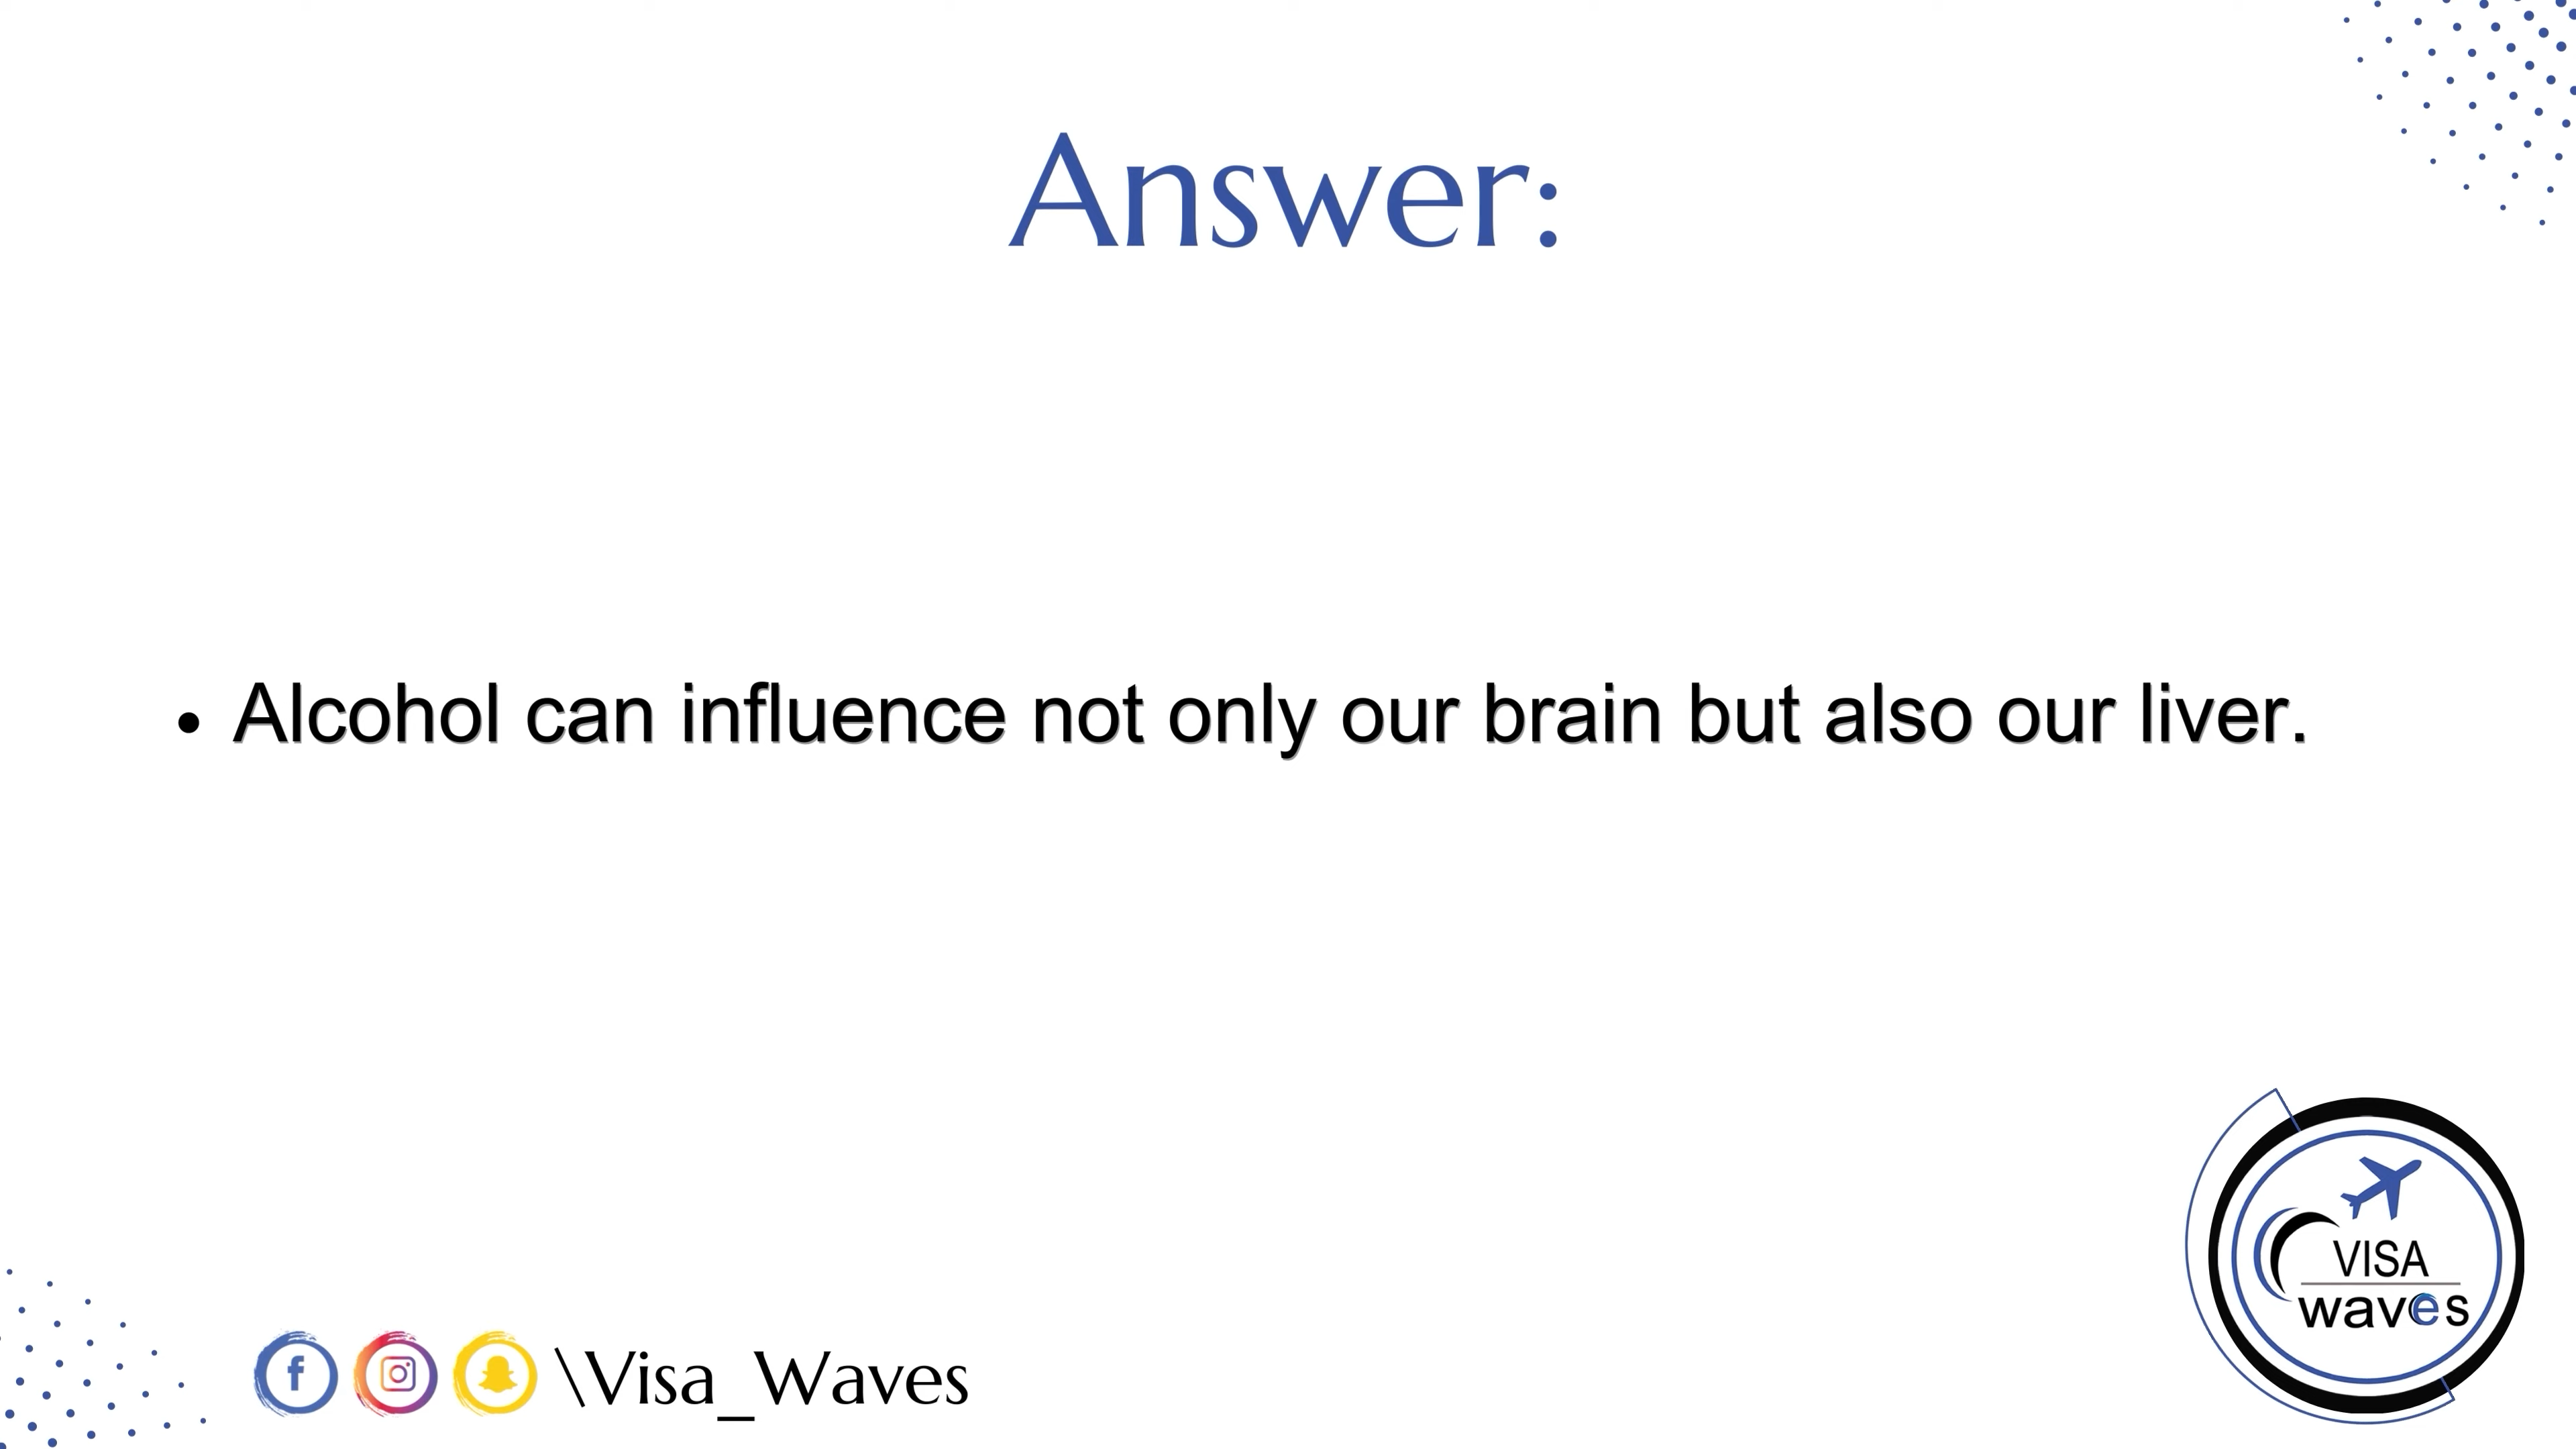 Answer:
• Alcohol can influence not only our brain but also our liver.
VISA
waves
\Visa_Waves